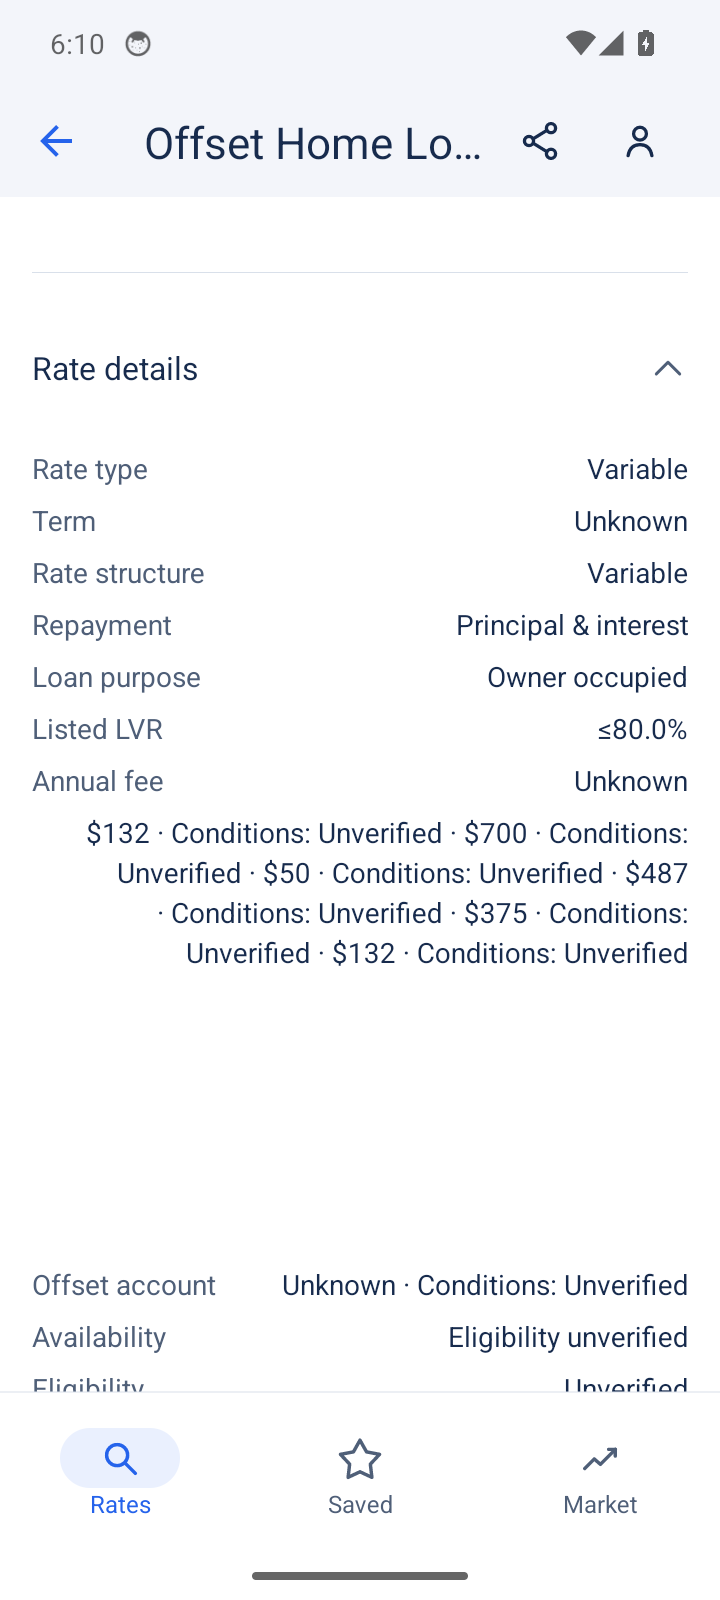 6:10
Offset Home Lo...
Rate details
Rate type Variable
Term Unknown
Rate structure Variable
Repayment Principal & interest
Loan purpose Owner occupied
Listed LVR ≤80.0%
Annual fee Unknown
$132 · Conditions: Unverified · $700 · Conditions:
Unverified · $50 · Conditions: Unverified · $487
· Conditions: Unverified · $375 · Conditions:
Unverified · $132 · Conditions: Unverified
Offset account Unknown · Conditions: Unverified
Availability Eligibility unverified
Eligibility Unverified
Rates Saved Market